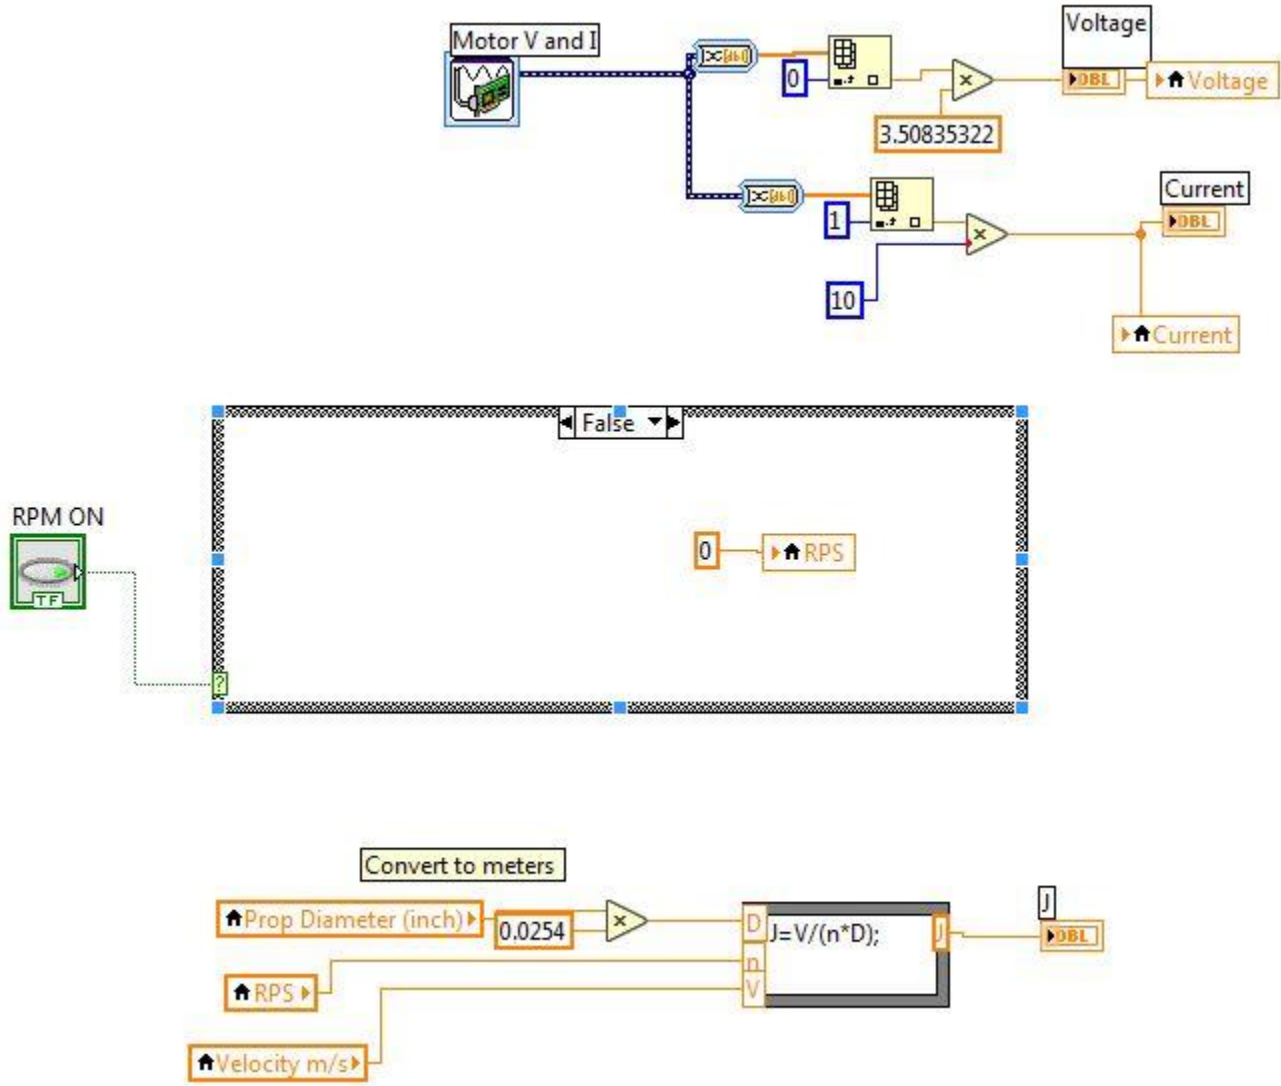 Motor V and I
0
3.50835322
Voltage
DBL
Voltage
1
10
Current
DBL
Current
False
RPM ON
TF
?
0
RPS
Convert to meters
Prop Diameter (inch)
0.0254
RPS
Velocity m/s
D
n
V
J=V/(n*D);
J
J
DBL